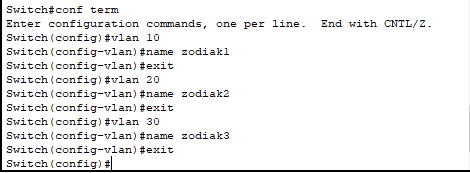 Switch#conf term
Enter configuration commands, one per line.  End with CNTL/Z.
Switch(config)#vlan 10
Switch(config-vlan)#name zodiak1
Switch(config-vlan)#exit
Switch(config)#vlan 20
Switch(config-vlan)#name zodiak2
Switch(config-vlan)#exit
Switch(config)#vlan 30
Switch(config-vlan)#name zodiak3
Switch(config-vlan)#exit
Switch(config)#